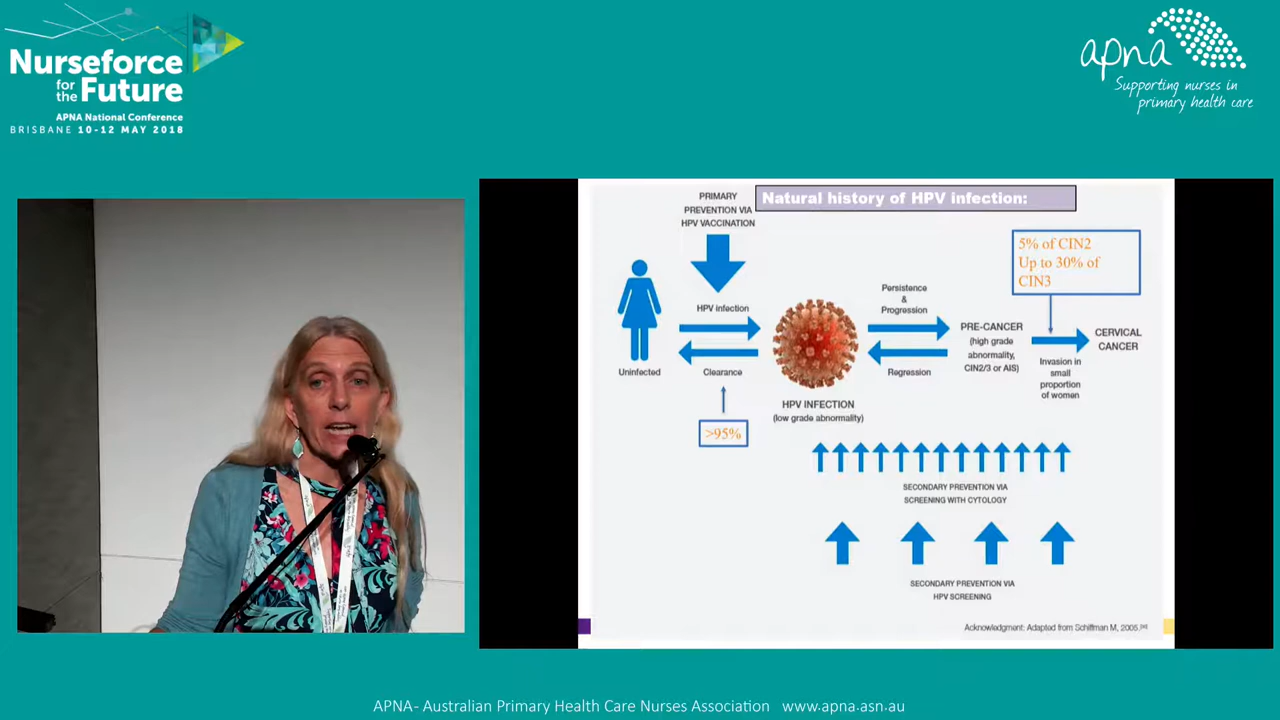 Nurseforce
for the Future
APNA National Conference
BRISBANE 10-12 MAY 2018
apna
Supporting nurses in
primary health care
Natural history of HPV infection:
PRIMARY
PREVENTION VIA
HPV VACCINATION
5% of CIN2
Up to 30% of
CIN3
HPV infection
Persistence
&
Progression
PRE-CANCER
(high grade
abnormality,
CIN2/3 or AIS)
CERVICAL
CANCER
Uninfected
Clearance
Regression
Invasion in
small
proportion
of women
HPV INFECTION
(low grade abnormality)
>95%
SECONDARY PREVENTION VIA
SCREENING WITH CYTOLOGY
SECONDARY PREVENTION VIA
HPV SCREENING
Acknowledgment: Adapted from Schiffman M, 2005.
APNA- Australian Primary Health Care Nurses Association www.apna.asn.au